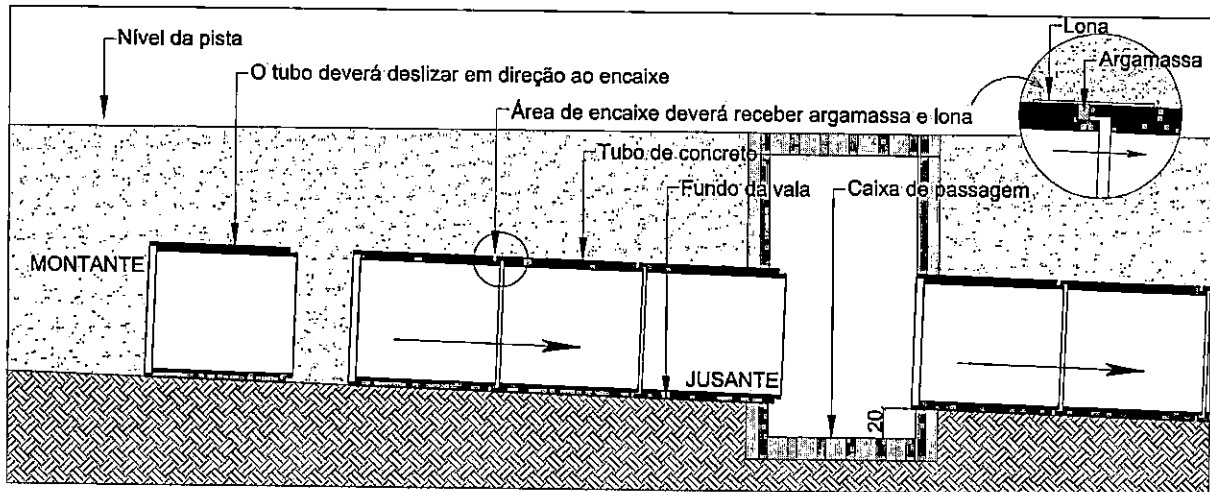 Nível da pista
O tubo deverá deslizar em direção ao encaixe
Lona
Argamassa
Área de encaixe deverá receber argamassa e lona
Tubo de concreto
Fundo da vala
Caixa de passagem
MONTANTE
JUSANTE
20